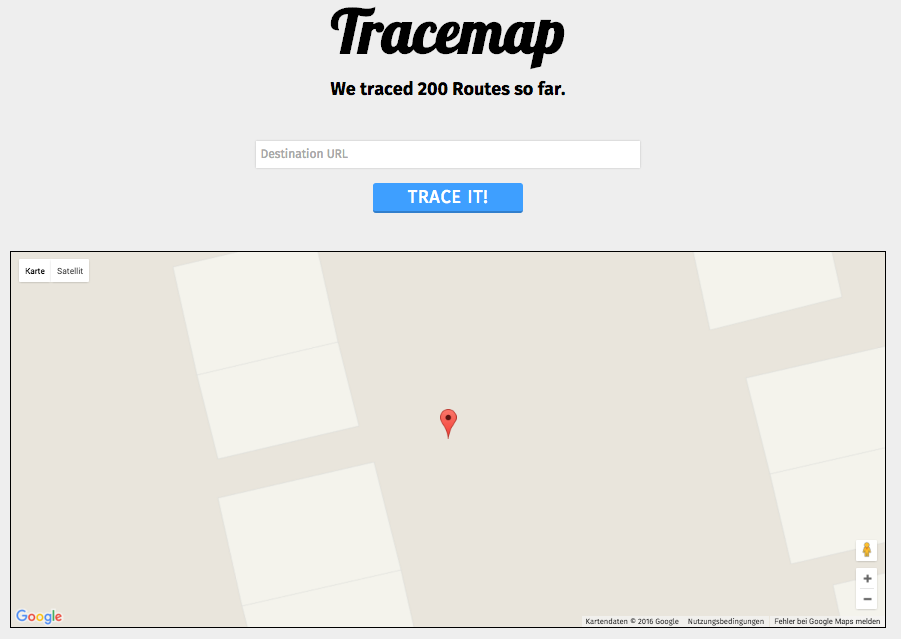 Tracemap
We traced 200 Routes so far.
Destination URL
TRACE IT!
Karte Satellit
Google
Kartendaten © 2016 Google Nutzungsbedingungen Fehler bei Google Maps melden